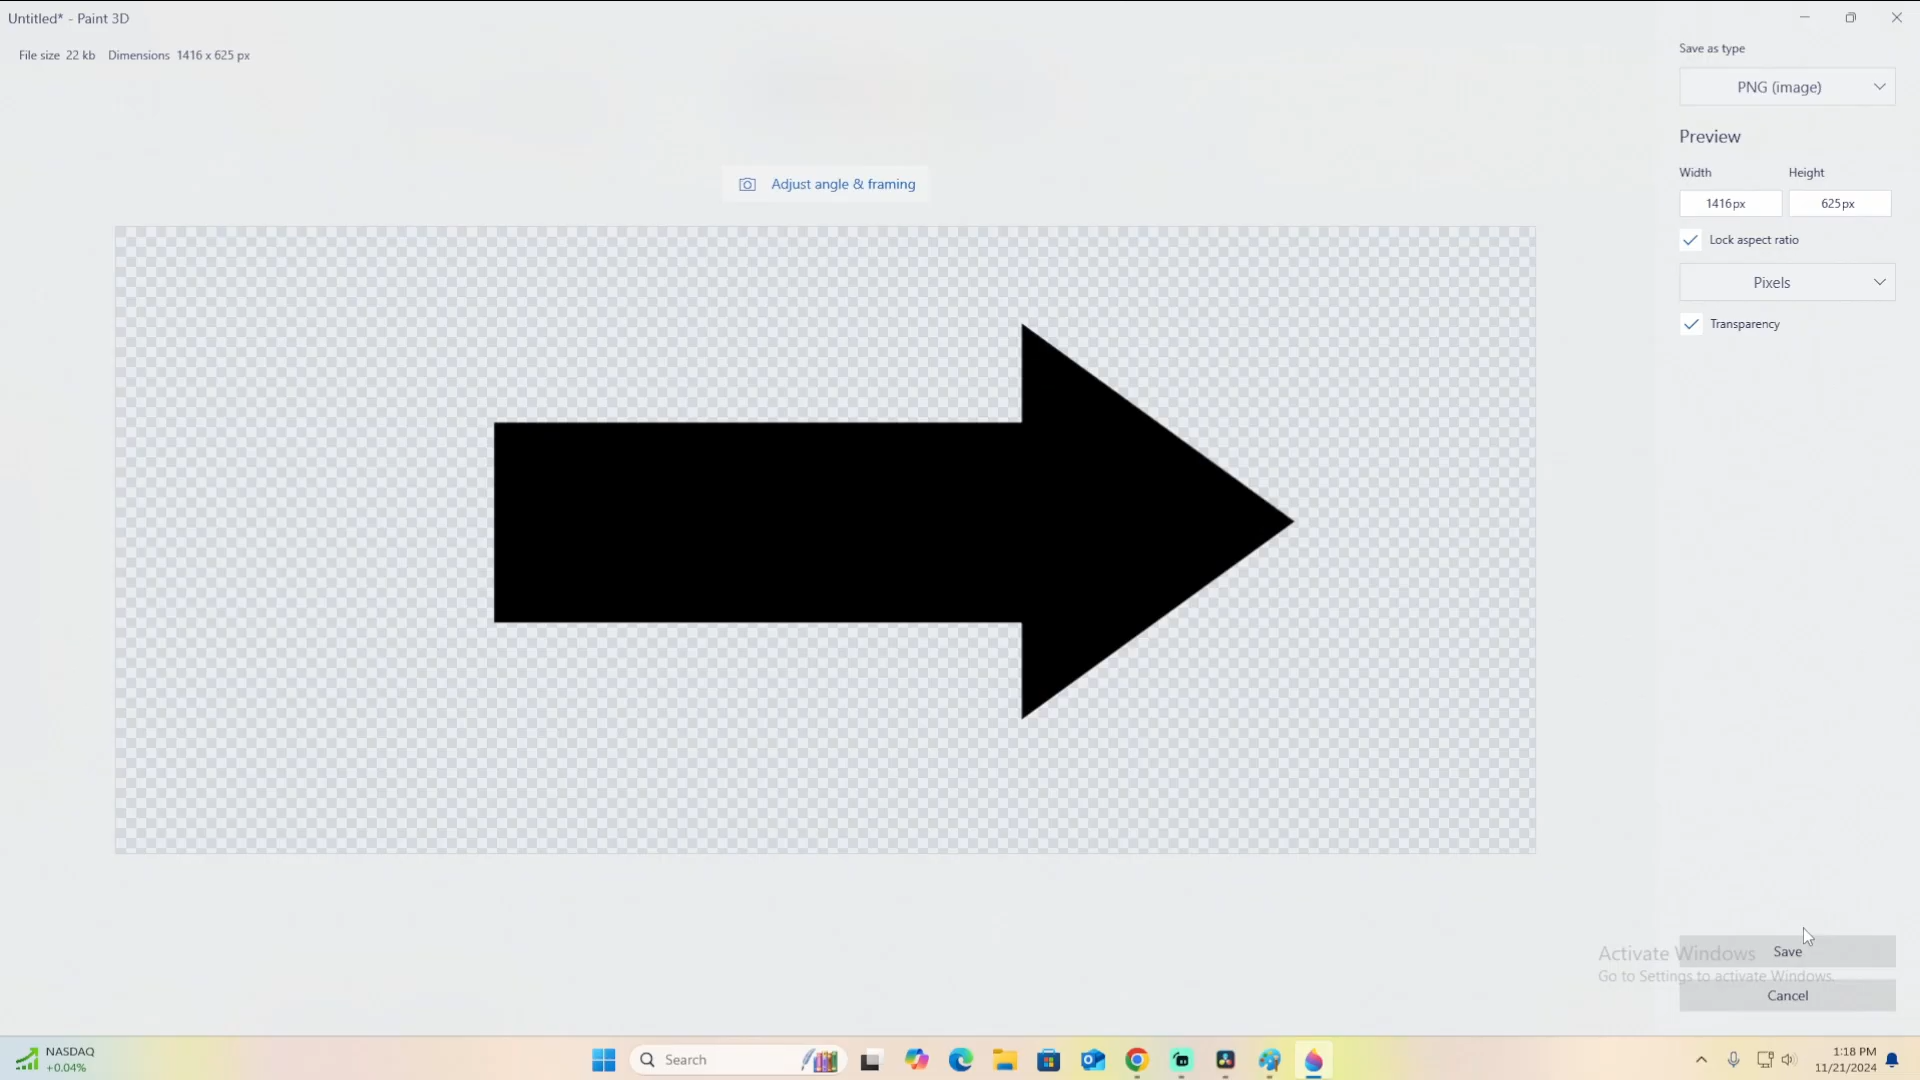 Untitled* - Paint 3D
File size 22 kb Dimensions 1416 x 625 px
Save as type
PNG (image)
Preview
Width Height
1416px 625px
Lock aspect ratio
Pixels
Transparency
Adjust angle & framing
Activate Windows
Go to Settings to activate Windows.
Save
Cancel
NASDAQ
+0.04%
Search
1:18 PM
11/21/2024